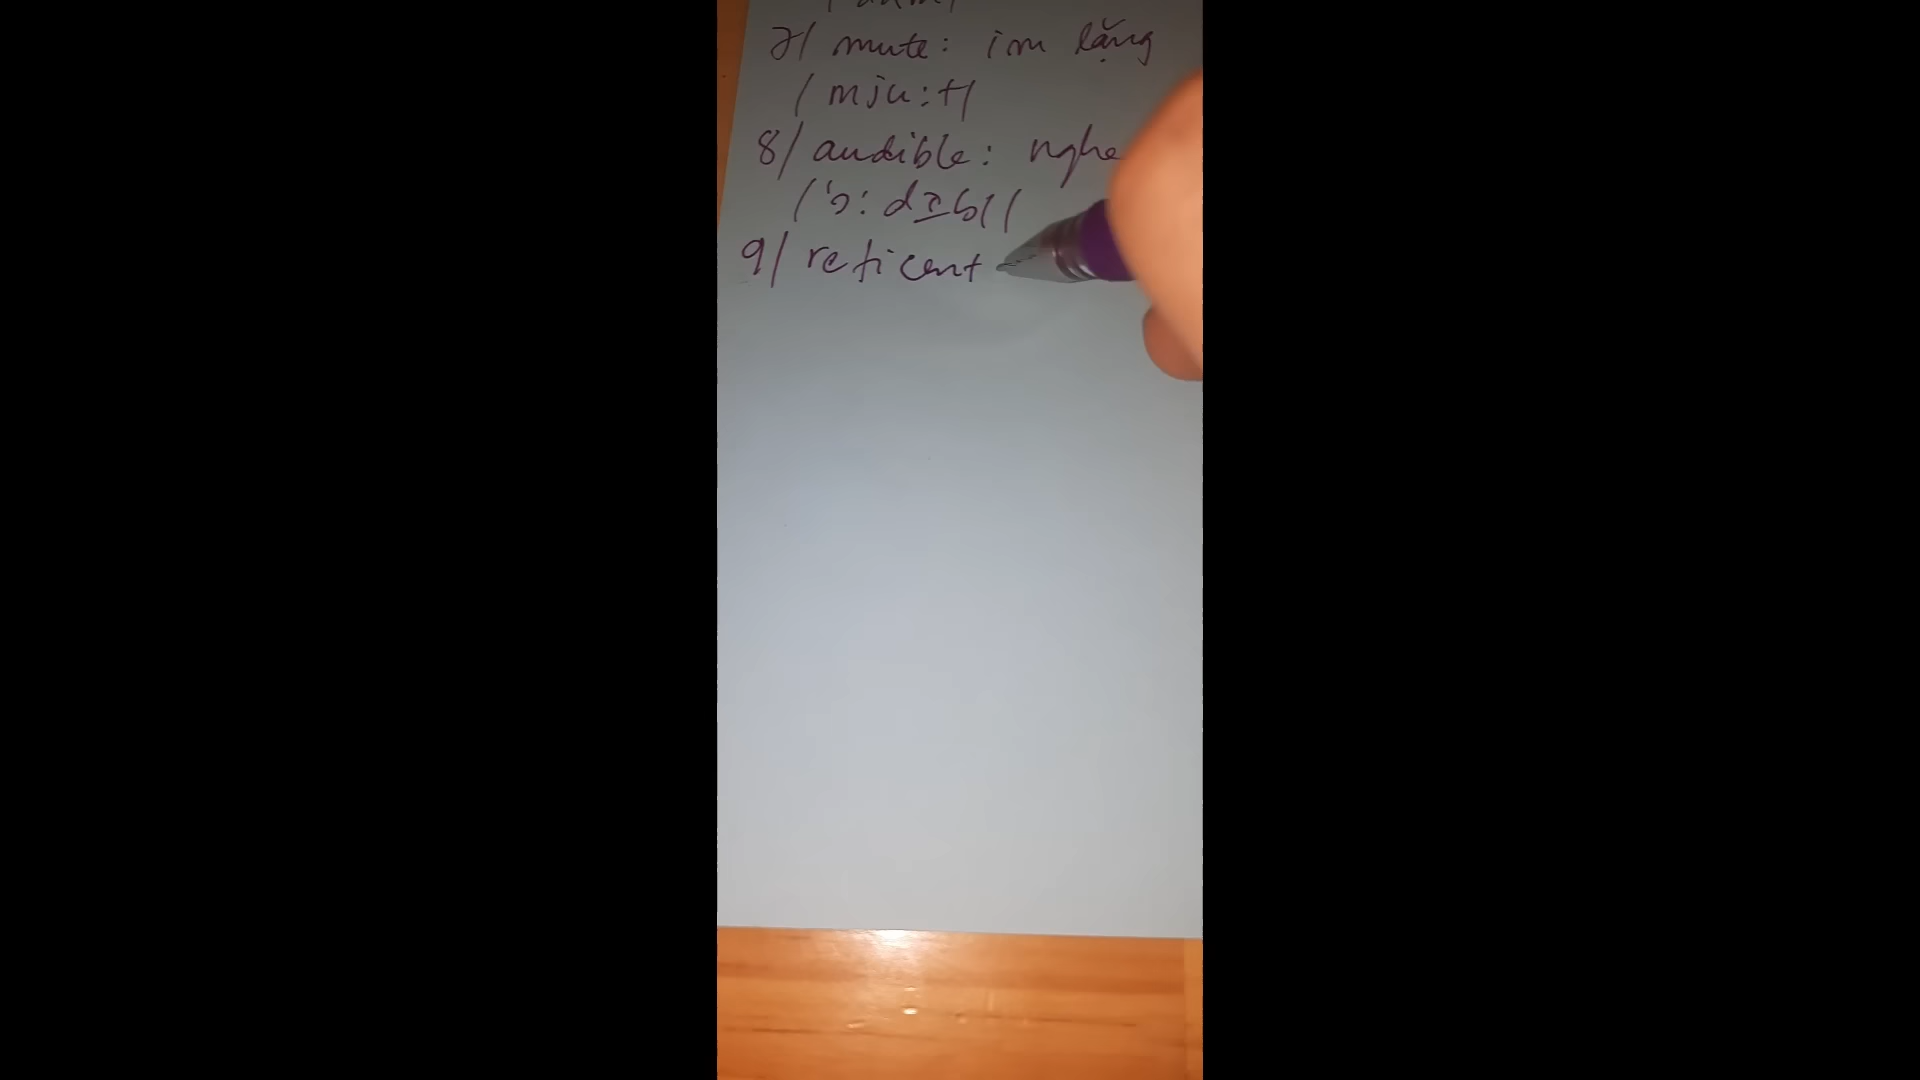 7/ mute: im lặng
/mju:t/
8/ audible: nghe
/'ɔ:dəbl/
9/ reticent